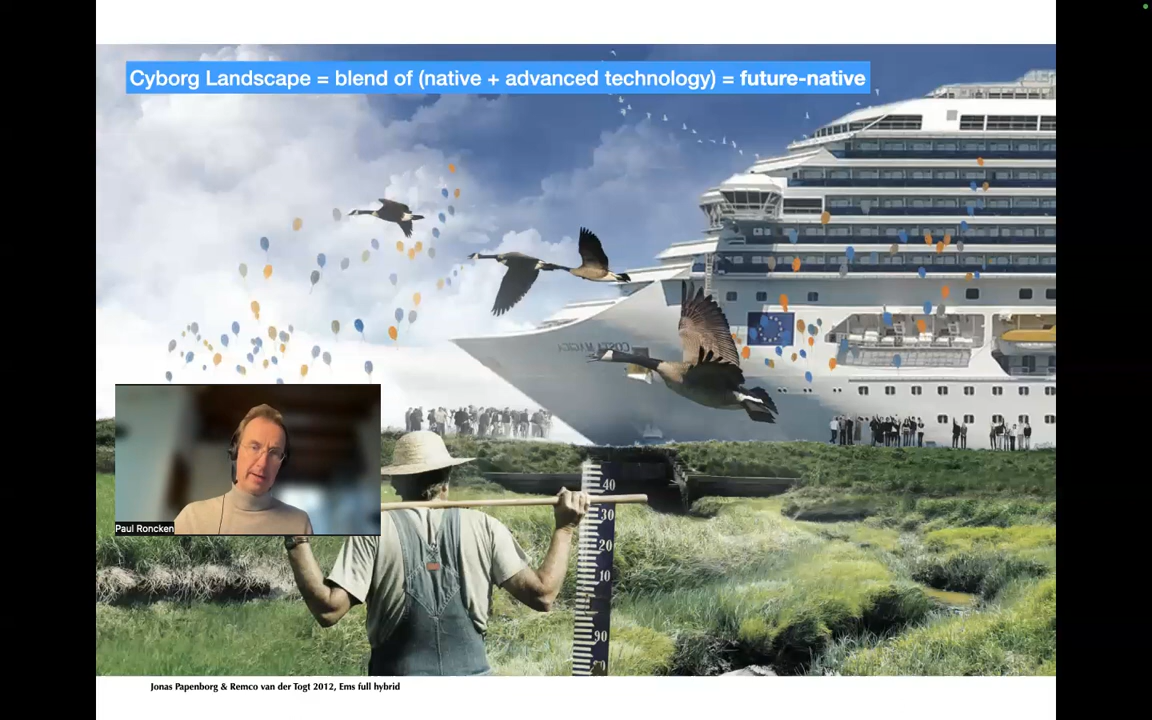 Cyborg Landscape = blend of (native + advanced technology) = future-native
40
30
20
10
90
Paul Roncken
Jonas Papenborg & Remco van der Togt 2012, Ems full hybrid